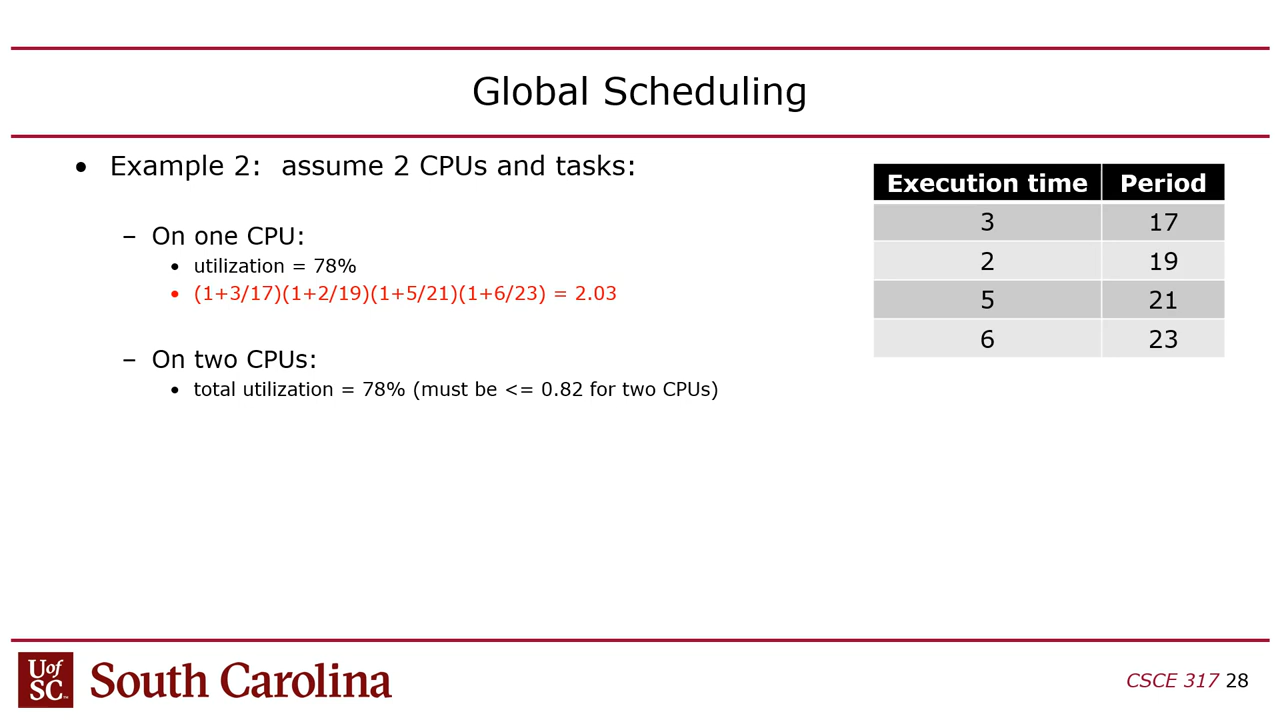 Global Scheduling
• Example 2: assume 2 CPUs and tasks:
– On one CPU:
• utilization = 78%
• (1+3/17)(1+2/19)(1+5/21)(1+6/23) = 2.03
– On two CPUs:
• total utilization = 78% (must be <= 0.82 for two CPUs)
Execution time Period
3 17
2 19
5 21
6 23
UofSC™ South Carolina
CSCE 317 28